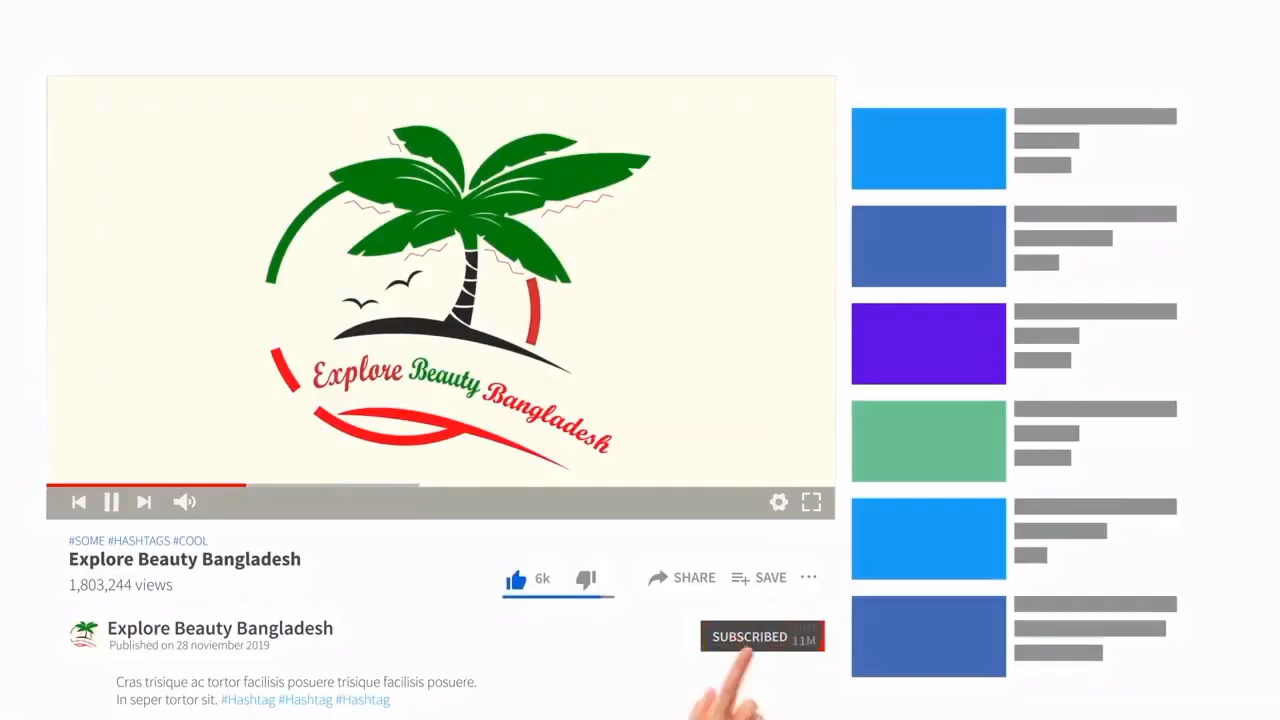 Explore Beauty Bangladesh
#SOME #HASHTAGS #COOL
Explore Beauty Bangladesh
1,803,244 views
6k
SHARE
SAVE
Explore Beauty Bangladesh
Published on 28 noviember 2019
SUBSCRIBED 11M
Cras trisique ac tortor facilisis posuere trisique facilisis posuere.
In seper tortor sit. #Hashtag #Hashtag #Hashtag